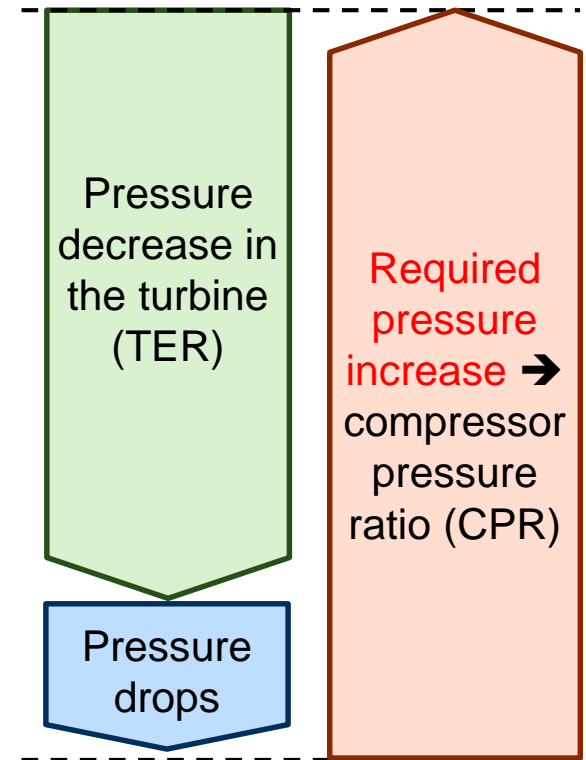 Pressure
decrease in
the turbine
(TER)
Pressure
drops
Required
pressure
increase ➔
compressor
pressure
ratio (CPR)